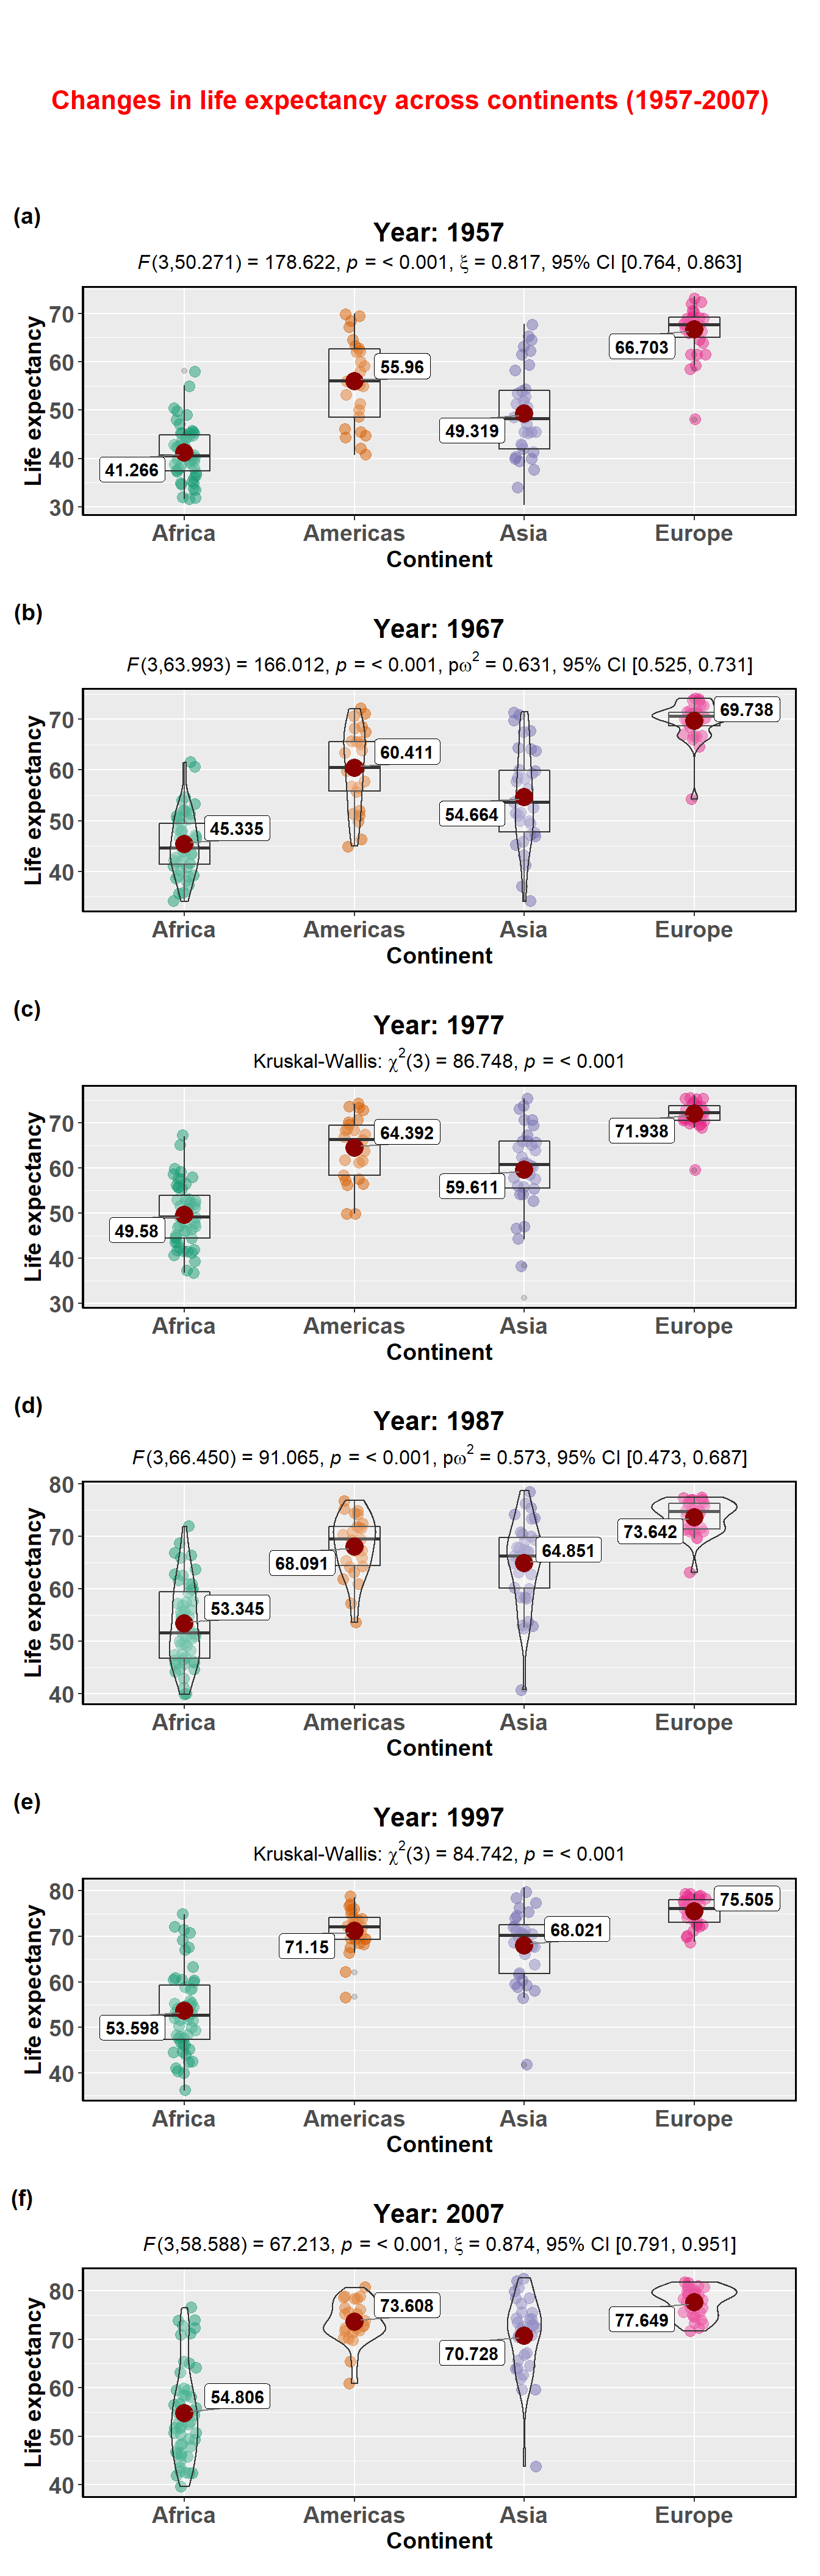 Changes in life expectancy across continents (1957-2007)
(a)
Year: 1957
F(3,50.271) = 178.622, p = < 0.001, ξ = 0.817, 95% CI [0.764, 0.863]
Life expectancy
70
60
50
40
30
41.266
55.96
49.319
66.703
Africa Americas Asia Europe
Continent
(b)
Year: 1967
F(3,63.993) = 166.012, p = < 0.001, pω² = 0.631, 95% CI [0.525, 0.731]
Life expectancy
70
60
50
40
45.335
60.411
54.664
69.738
Africa Americas Asia Europe
Continent
(c)
Year: 1977
Kruskal-Wallis: χ²(3) = 86.748, p = < 0.001
Life expectancy
70
60
50
40
30
49.58
64.392
59.611
71.938
Africa Americas Asia Europe
Continent
(d)
Year: 1987
F(3,66.450) = 91.065, p = < 0.001, pω² = 0.573, 95% CI [0.473, 0.687]
Life expectancy
80
70
60
50
40
53.345
68.091
64.851
73.642
Africa Americas Asia Europe
Continent
(e)
Year: 1997
Kruskal-Wallis: χ²(3) = 84.742, p = < 0.001
Life expectancy
80
70
60
50
40
53.598
71.15
68.021
75.505
Africa Americas Asia Europe
Continent
(f)
Year: 2007
F(3,58.588) = 67.213, p = < 0.001, ξ = 0.874, 95% CI [0.791, 0.951]
Life expectancy
80
70
60
50
40
54.806
73.608
70.728
77.649
Africa Americas Asia Europe
Continent